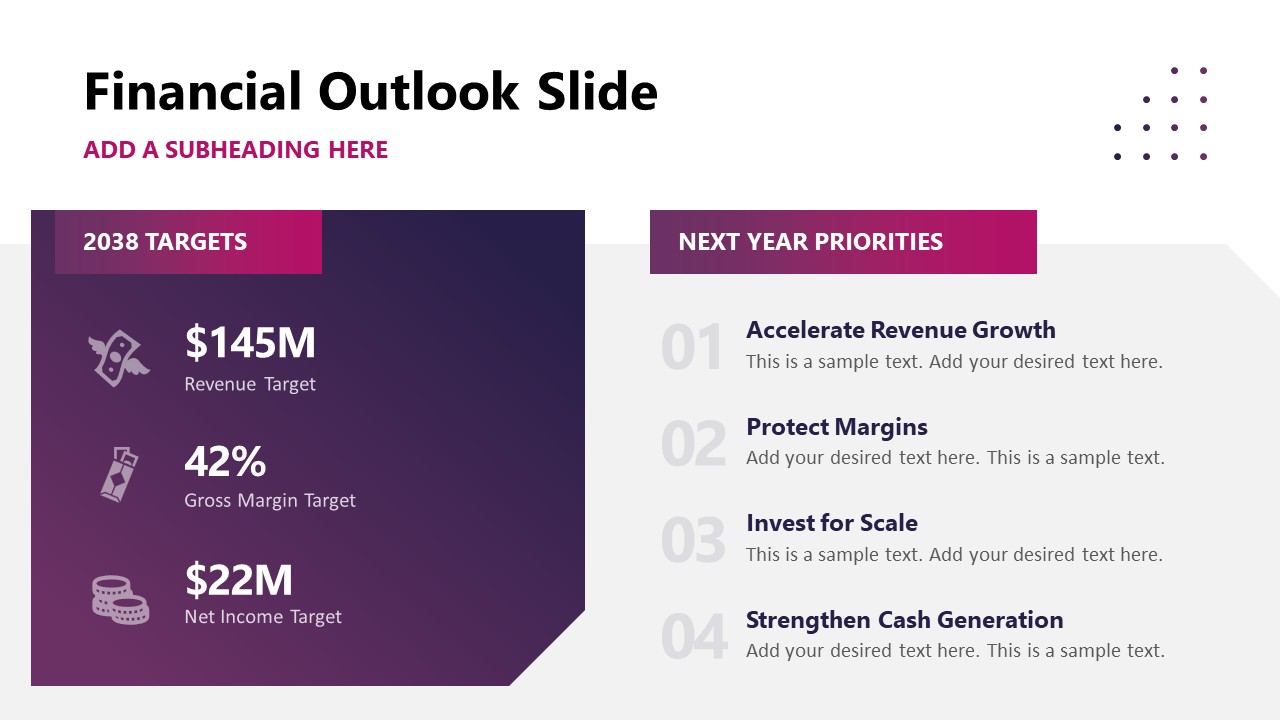 Financial Outlook Slide
ADD A SUBHEADING HERE
2038 TARGETS
$145M
Revenue Target
42%
Gross Margin Target
$22M
Net Income Target
NEXT YEAR PRIORITIES
01
Accelerate Revenue Growth
This is a sample text. Add your desired text here.
02
Protect Margins
Add your desired text here. This is a sample text.
03
Invest for Scale
This is a sample text. Add your desired text here.
04
Strengthen Cash Generation
Add your desired text here. This is a sample text.